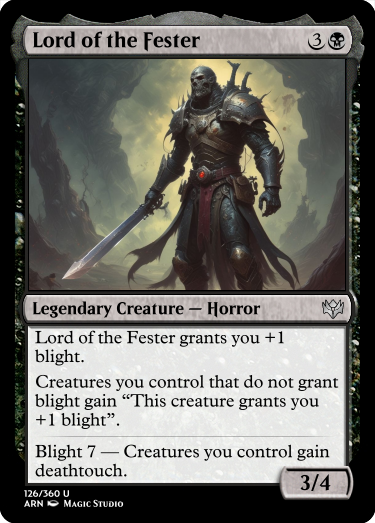 Lord of the Fester 3
Legendary Creature — Horror
Lord of the Fester grants you +1
blight.
Creatures you control that do not grant
blight gain “This creature grants you
+1 blight”.
Blight 7 — Creatures you control gain
deathtouch.
3/4
126/360 U
ARN Magic Studio